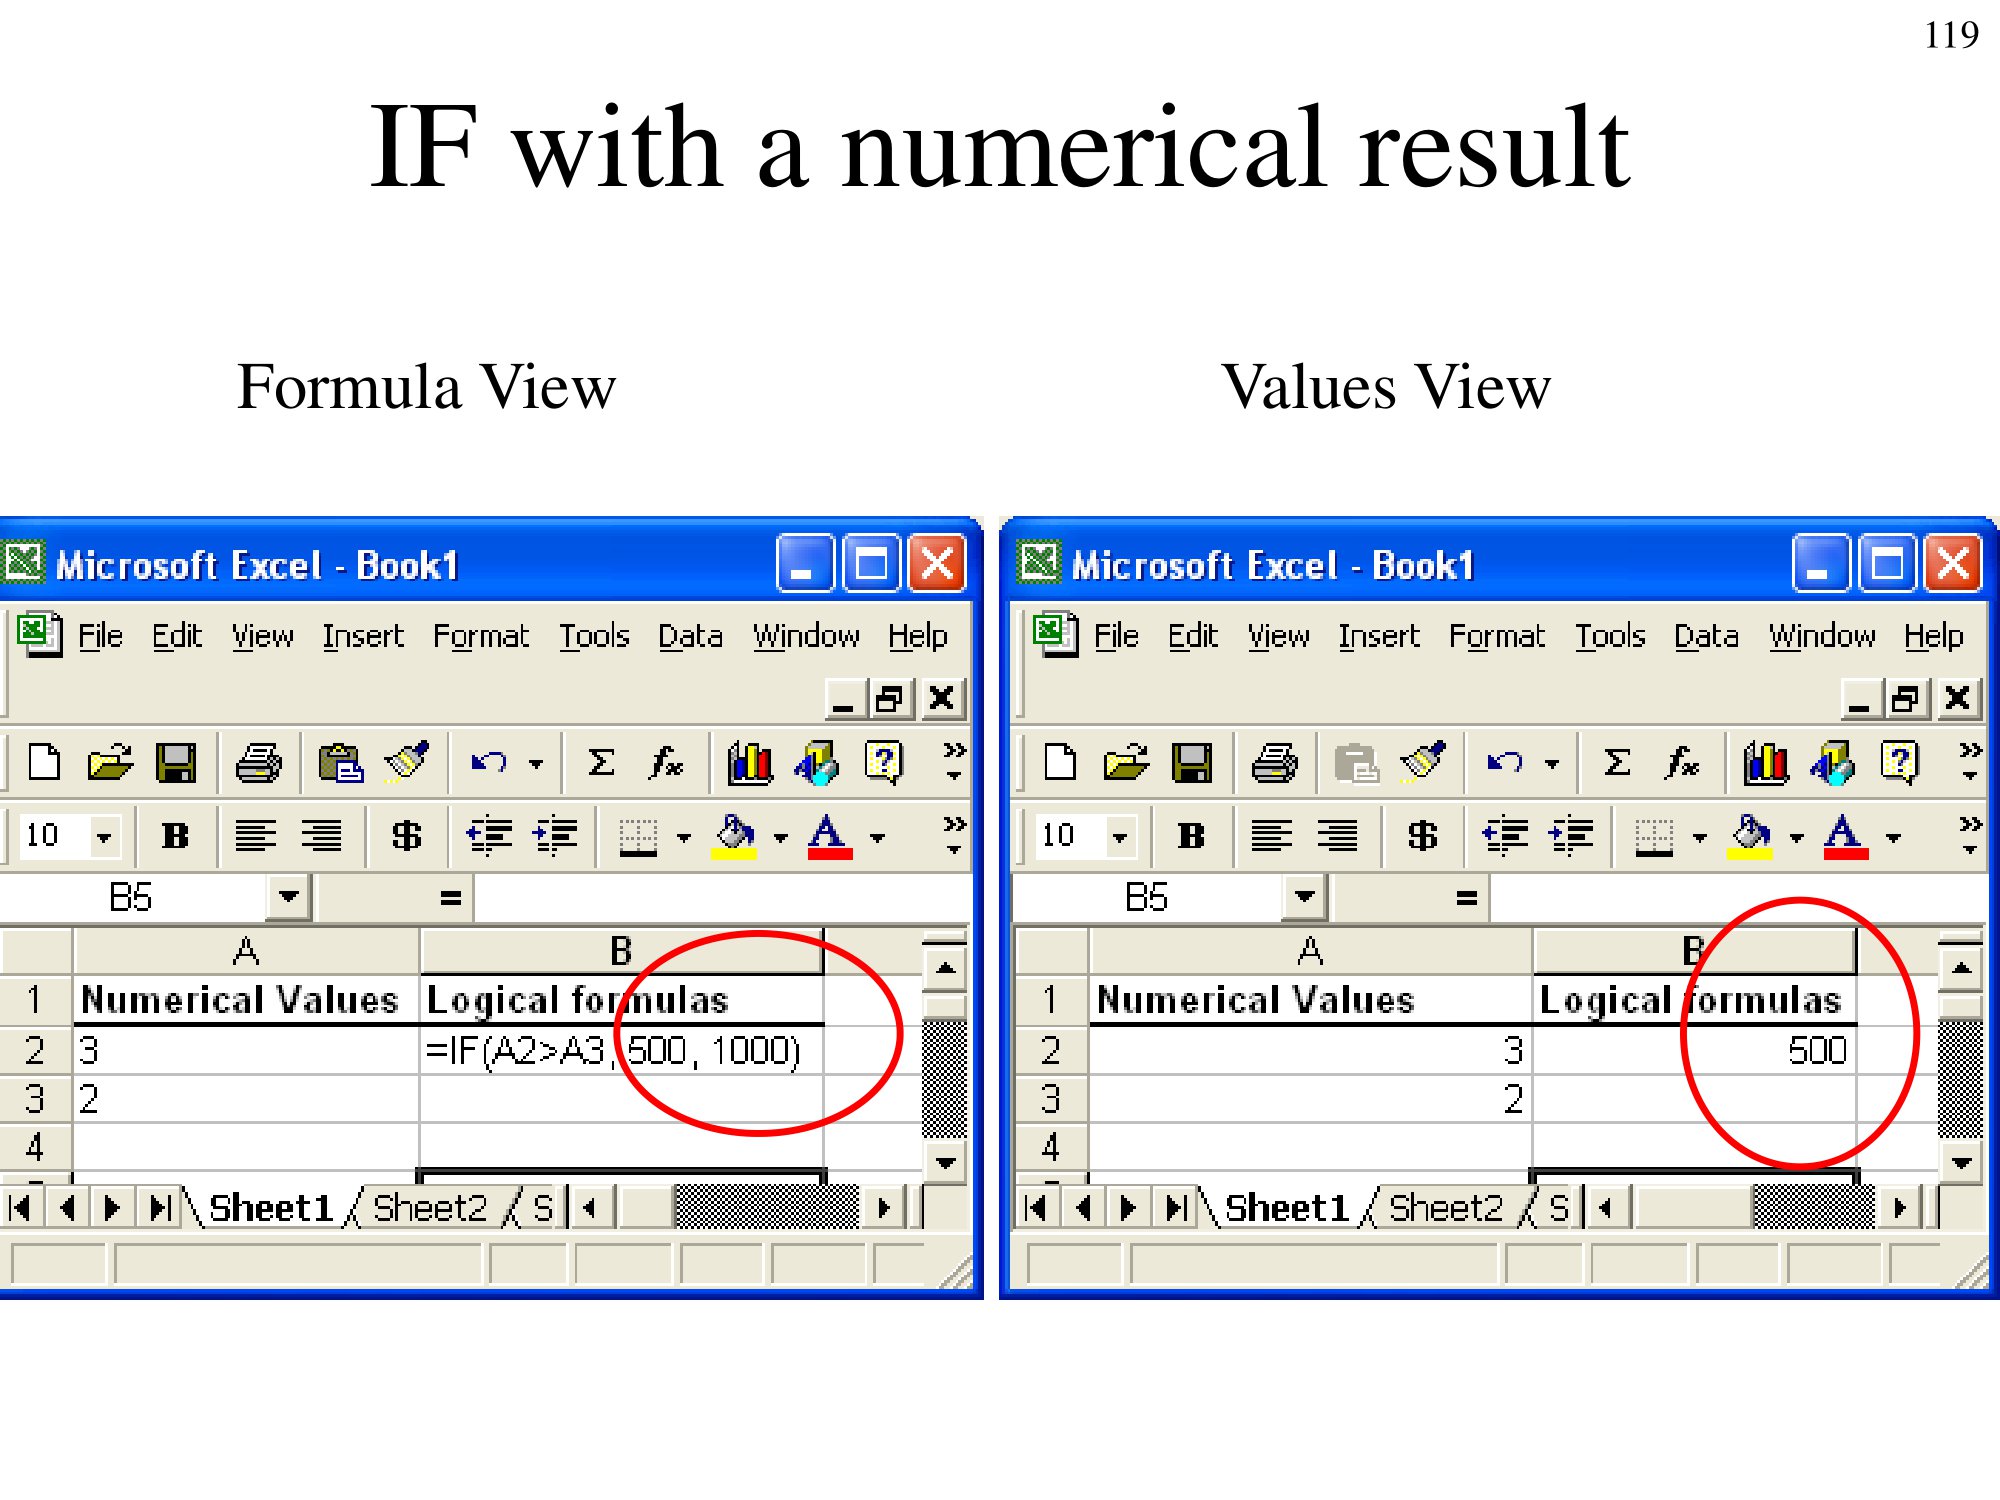 119
IF with a numerical result
Formula View
Values View
Microsoft Excel - Book1
File Edit View Insert Format Tools Data Window Help
10 B $ A
B5 =
A B
1 Numerical Values Logical formulas
2 3 =IF(A2>A3, 500, 1000)
3 2
4
Sheet1 Sheet2 S
Microsoft Excel - Book1
File Edit View Insert Format Tools Data Window Help
10 B $ A
B5 =
A B
1 Numerical Values Logical formulas
2 3 500
3 2
4
Sheet1 Sheet2 S